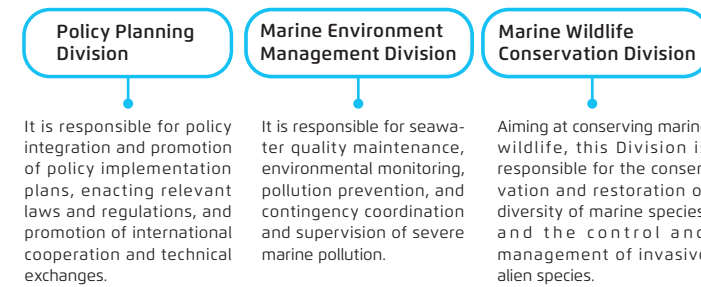 Policy Planning
Division
It is responsible for policy
integration and promotion
of policy implementation
plans, enacting relevant
laws and regulations, and
promotion of international
cooperation and technical
exchanges.
Marine Environment
Management Division
It is responsible for seawa-
ter quality maintenance,
environmental monitoring,
pollution prevention, and
contingency coordination
and supervision of severe
marine pollution.
Marine Wildlife
Conservation Division
Aiming at conserving marine
wildlife, this Division is
responsible for the conser
vation and restoration of
diversity of marine species
and the control and
management of invasive
alien species.